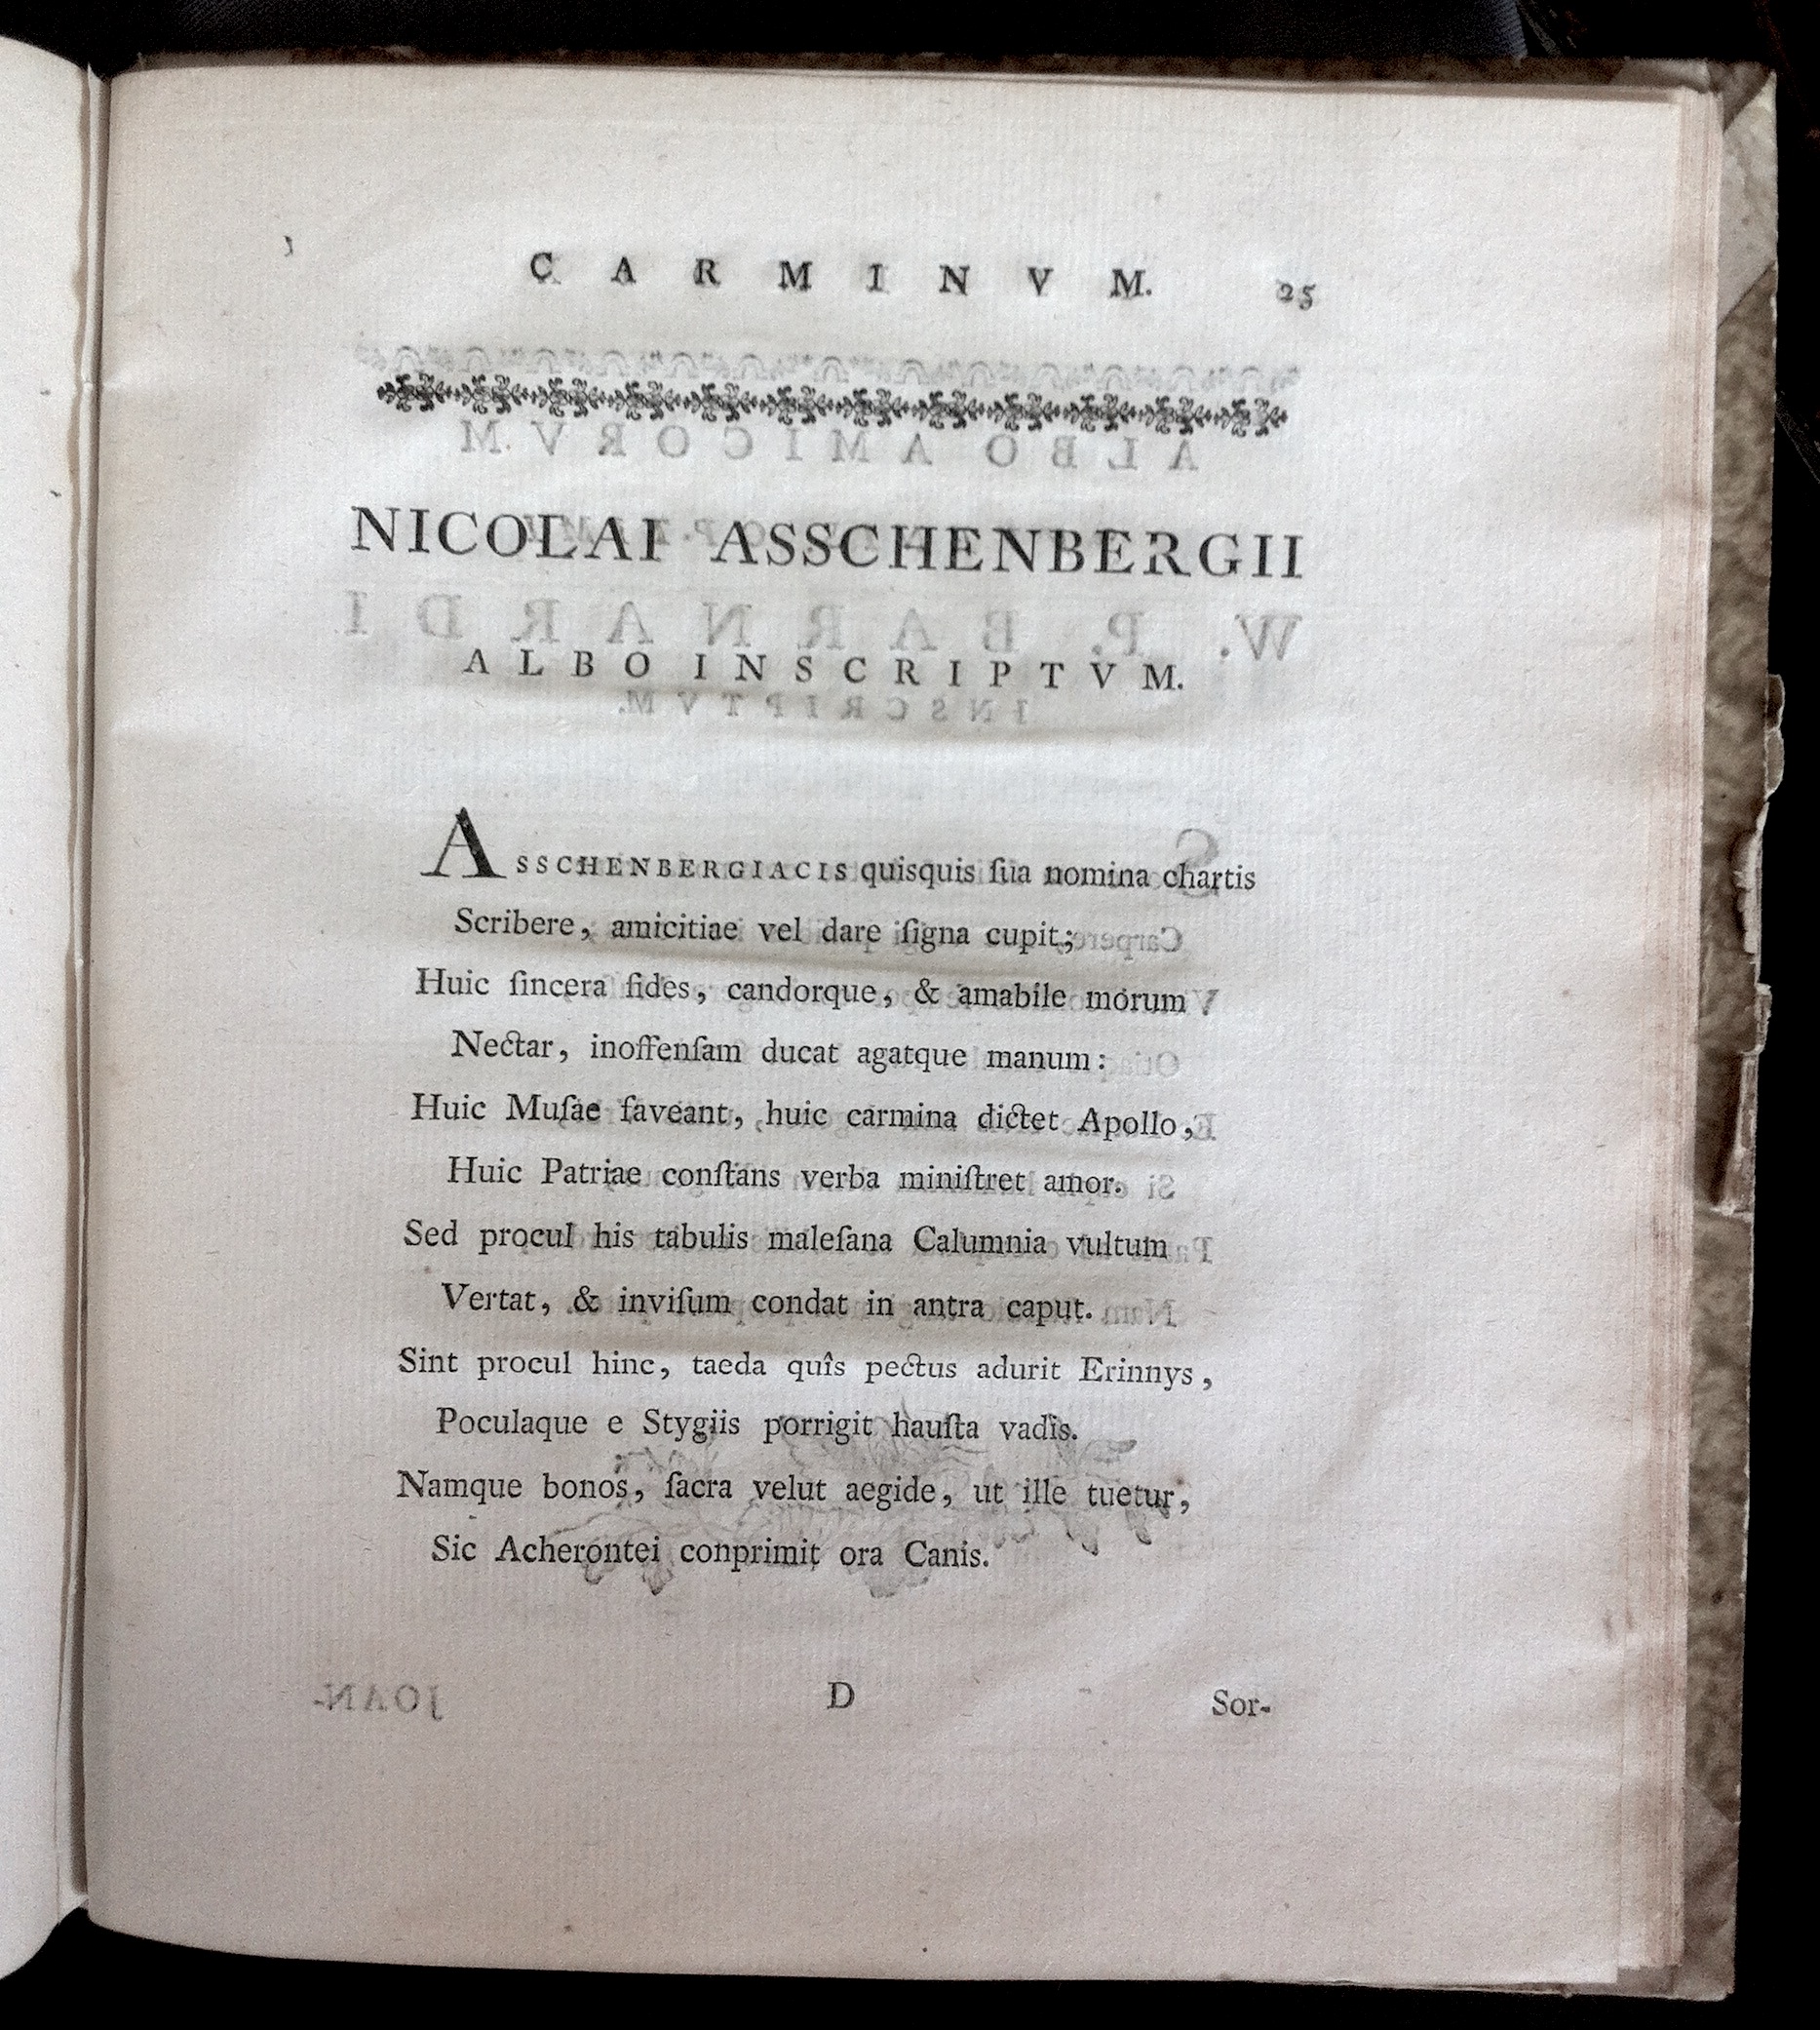 CARMINVM. 25
NICOLAI ASSCHENBERGII
ALBO INSCRIPTVM.
ASSCHENBERGIACIS quisquis ſua nomina chartis
Scribere, amicitiae vel dare ſigna cupit;
Huic ſincera fides, candorque, & amabile morum
Nectar, inoffenſam ducat agatque manum:
Huic Muſae faveant, huic carmina dictet Apollo,
Huic Patriae conſtans verba miniſtret amor.
Sed procul his tabulis maleſana Calumnia vultum
Vertat, & inviſum condat in antra caput.
Sint procul hinc, taeda quîs pectus adurit Erinnys,
Poculaque e Stygiis porrigit hauſta vadis.
Namque bonos, ſacra velut aegide, ut ille tuetur,
Sic Acherontei conprimit ora Canis.
D Sor-